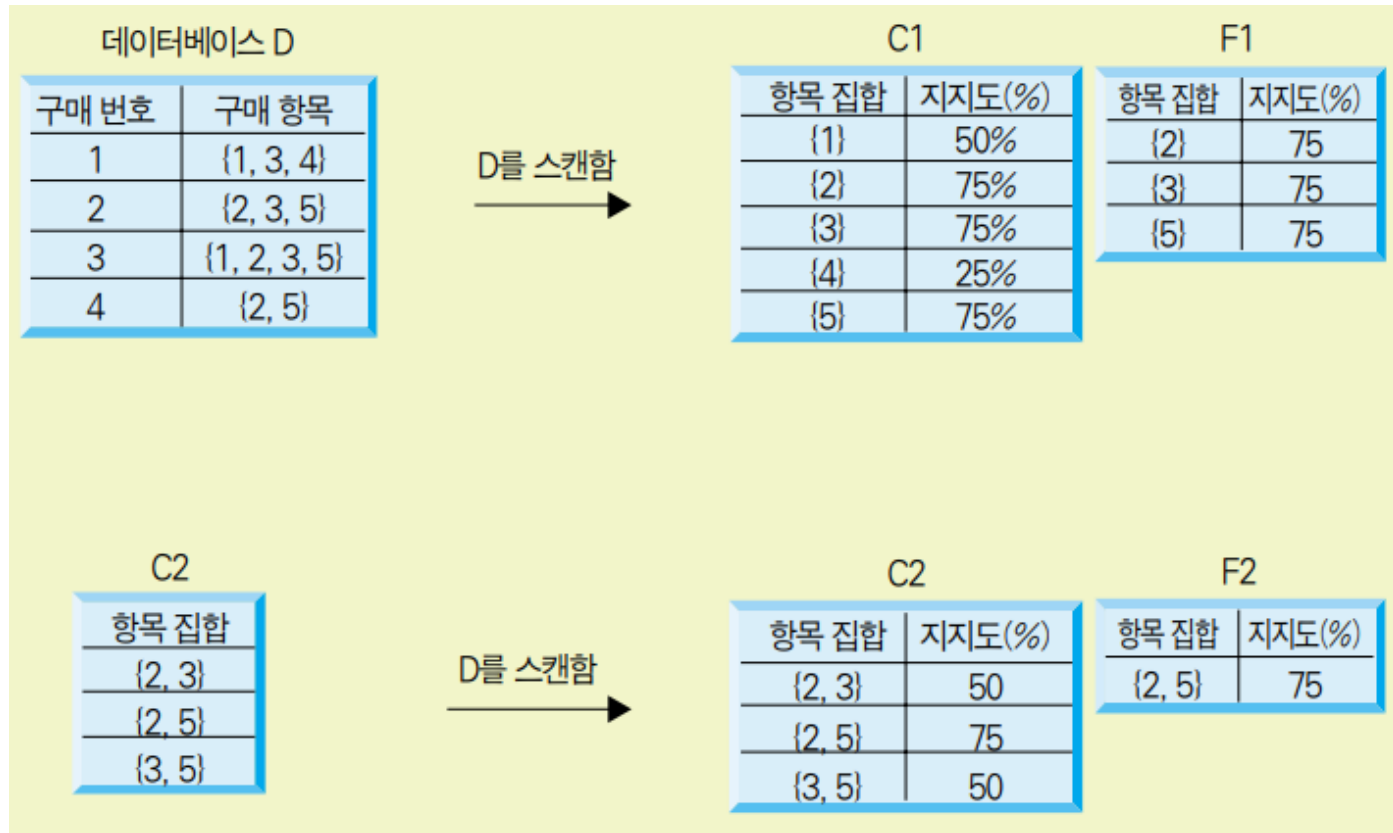 데이터베이스 D
구매 번호 구매 항목
1 {1, 3, 4}
2 {2, 3, 5}
3 {1, 2, 3, 5}
4 {2, 5}
D를 스캔함
C1
항목 집합 지지도(%)
{1} 50%
{2} 75%
{3} 75%
{4} 25%
{5} 75%
F1
항목 집합 지지도(%)
{2} 75
{3} 75
{5} 75
C2
항목 집합
{2, 3}
{2, 5}
{3, 5}
D를 스캔함
C2
항목 집합 지지도(%)
{2, 3} 50
{2, 5} 75
{3, 5} 50
F2
항목 집합 지지도(%)
{2, 5} 75